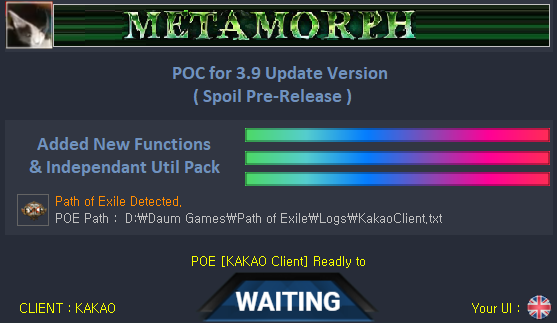 METAMORPH
POC for 3.9 Update Version
( Spoil Pre-Release )
Added New Functions
& Independant Util Pack
Path of Exile Detected,
POE Path : D:₩Daum Games₩Path of Exile₩Logs₩KakaoClient,txt
POE [KAKAO Client] Readly to
WAITING
CLIENT : KAKAO
Your UI :